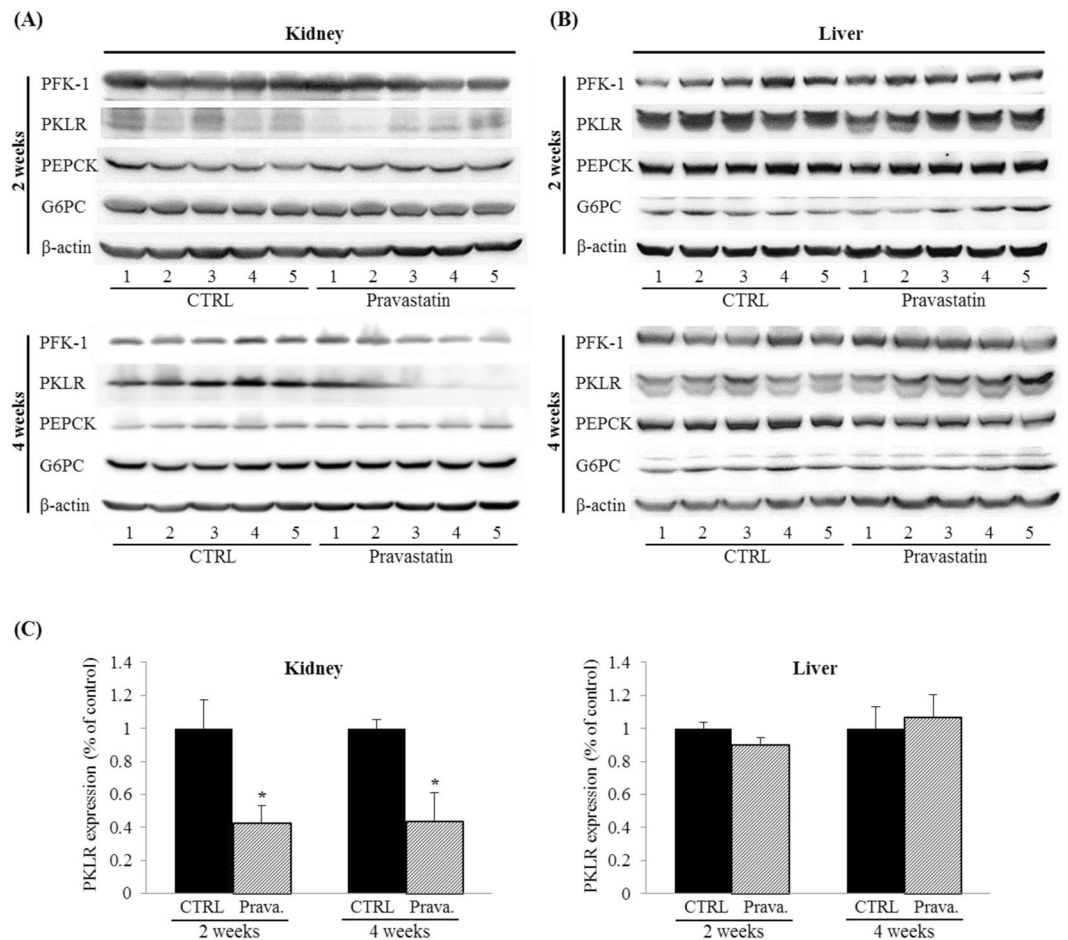 (A)
Kidney
2 weeks
PFK-1
PKLR
PEPCK
G6PC
β-actin
1 2 3 4 5 1 2 3 4 5
CTRL Pravastatin
4 weeks
PFK-1
PKLR
PEPCK
G6PC
β-actin
1 2 3 4 5 1 2 3 4 5
CTRL Pravastatin
(B)
Liver
2 weeks
PFK-1
PKLR
PEPCK
G6PC
β-actin
1 2 3 4 5 1 2 3 4 5
CTRL Pravastatin
4 weeks
PFK-1
PKLR
PEPCK
G6PC
β-actin
1 2 3 4 5 1 2 3 4 5
CTRL Pravastatin
(C)
Kidney
PKLR expression (% of control)
1.4
1.2
1
0.8
0.6
0.4
0.2
0
* *
CTRL Prava. CTRL Prava.
2 weeks 4 weeks
Liver
PKLR expression (% of control)
1.4
1.2
1
0.8
0.6
0.4
0.2
0
CTRL Prava. CTRL Prava.
2 weeks 4 weeks